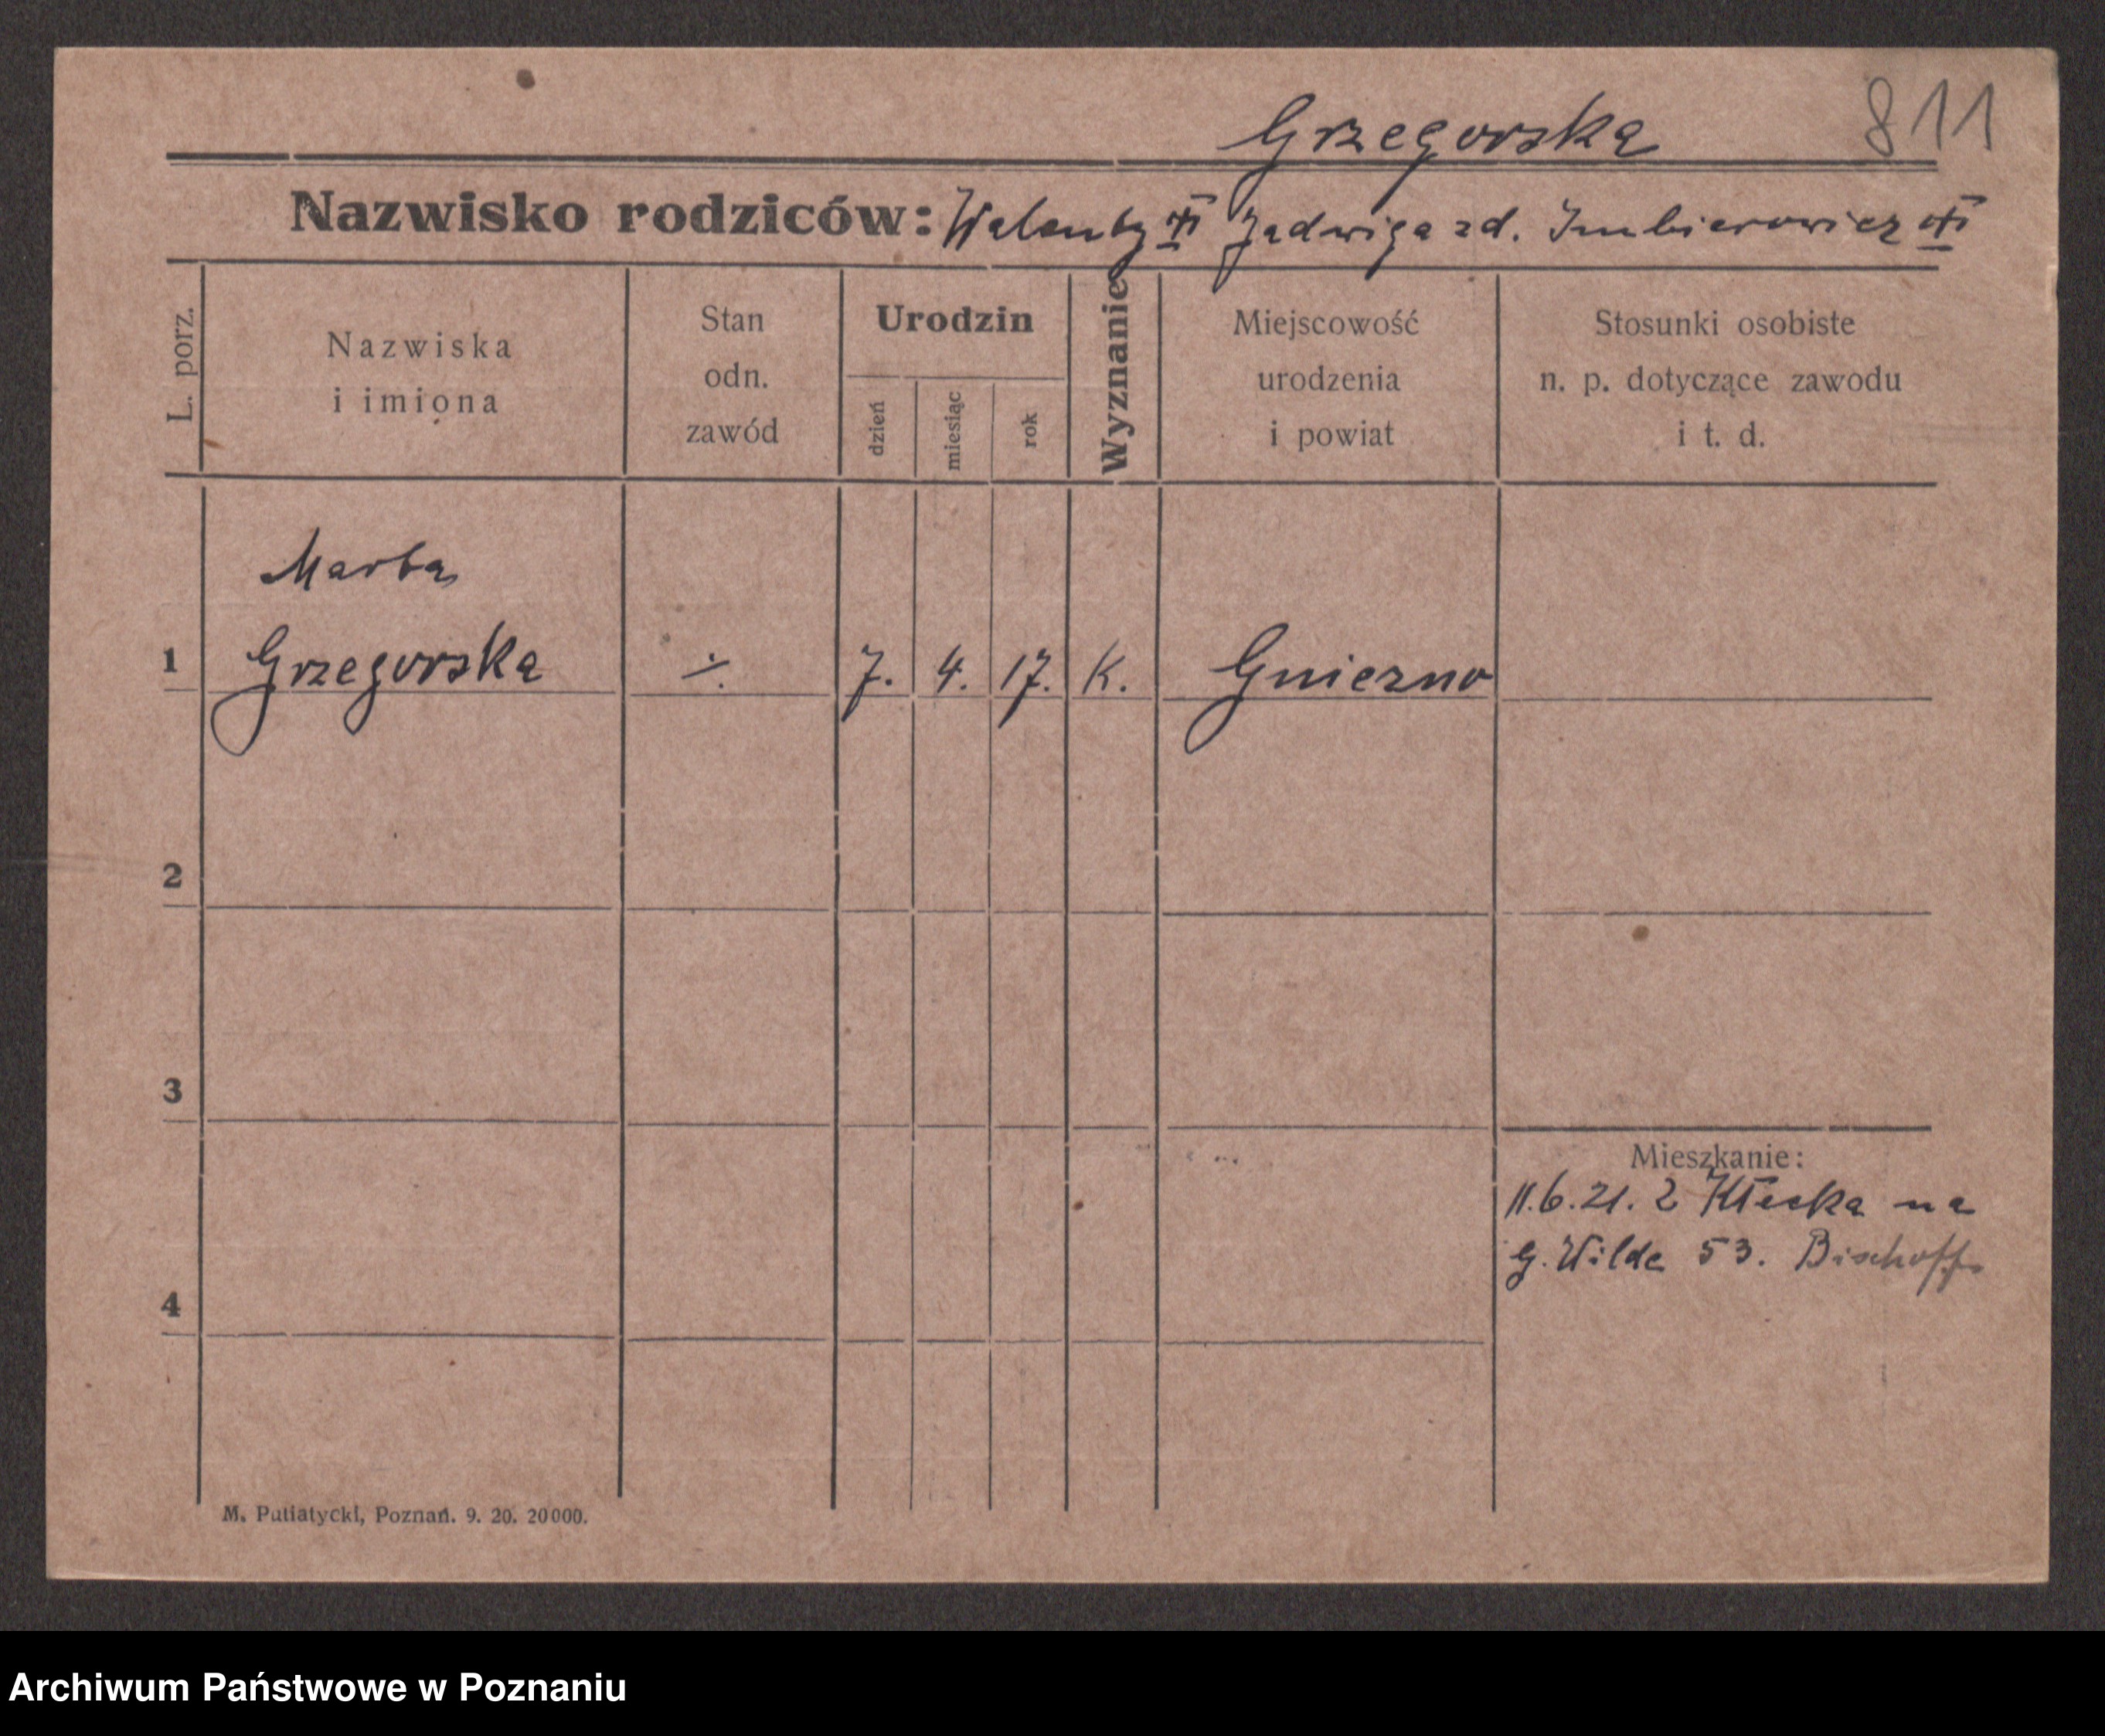 Grzegorska 811
Nazwisko rodziców: Walenty Jadwiga zd. Imbierowicz
L. porz.
Nazwiska
i imiona
Stan
odn.
zawód
Urodzin
dzień
miesiąc
rok
Wyznanie
Miejscowość
urodzenia
i powiat
Stosunki osobiste
n. p. dotyczące zawodu
i t. d.
Marta
1 Grzegorska ·/. 7. 4. 17. K. Gniezno
2
3
Mieszkanie:
11.6.21. z Kłecka na
G. Wilda 53. Bischoff
4
M. Putiatycki, Poznań. 9. 20. 20000.
Archiwum Państwowe w Poznaniu